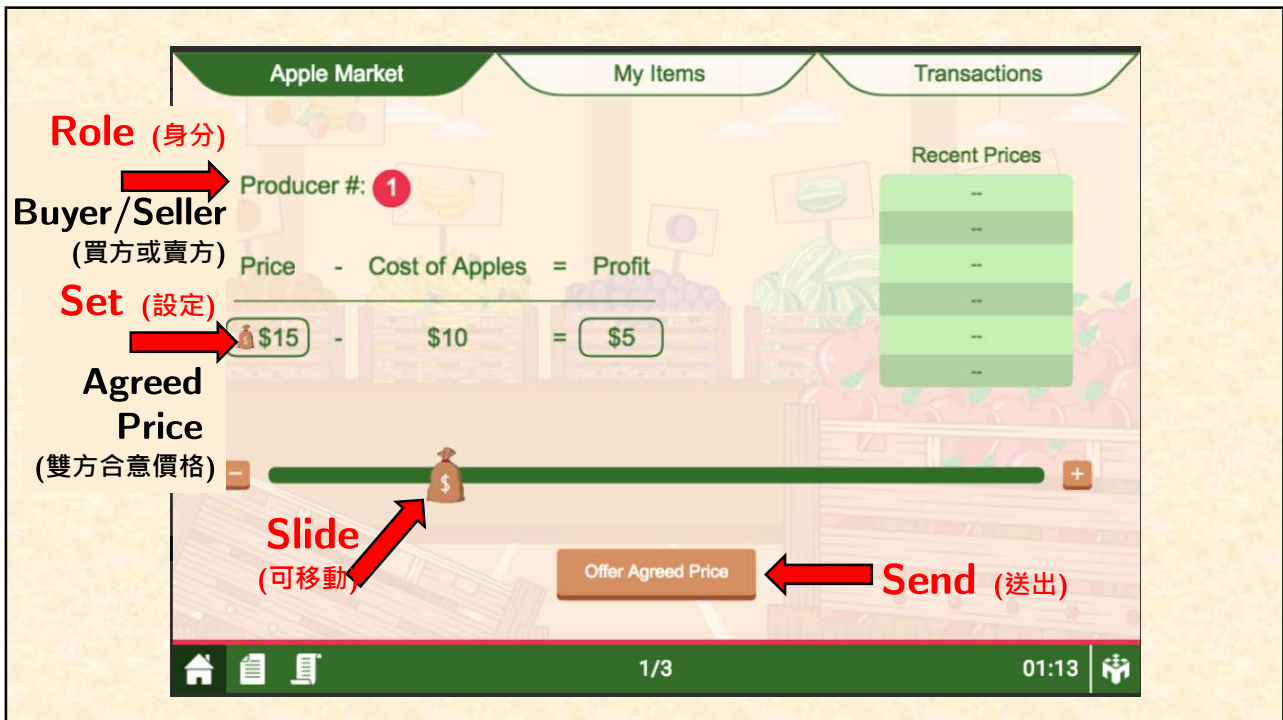 Apple Market
My Items
Transactions
Role (身分)
Buyer/Seller
(買方或賣方)
Set (設定)
Agreed
Price
(雙方合意價格)
Producer #: 1
Price - Cost of Apples = Profit
$15 - $10 = $5
Recent Prices
--
--
--
--
--
--
-
$
+
Slide
(可移動)
Offer Agreed Price
Send (送出)
1/3
01:13